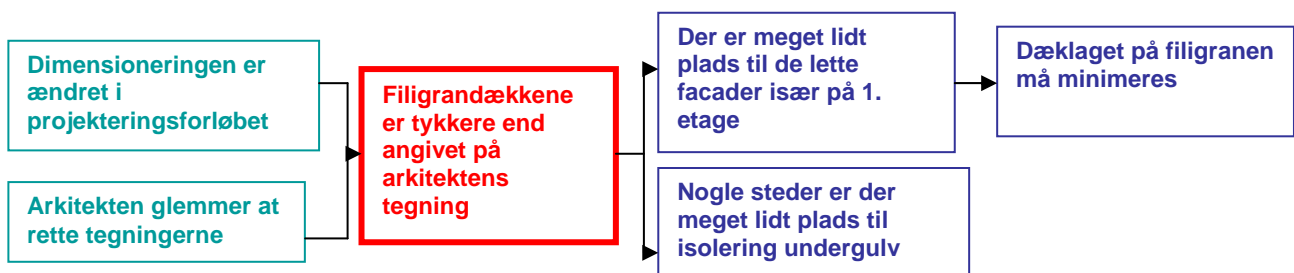 Dimensioneringen er
ændret i
projekteringsforløbet
Arkitekten glemmer at
rette tegningerne
Filigrandækkene
er tykkere end
angivet på
arkitektens
tegning
Der er meget lidt
plads til de lette
facader især på 1.
etage
Nogle steder er der
meget lidt plads til
isolering undergulv
Dæklaget på filigranen
må minimeres